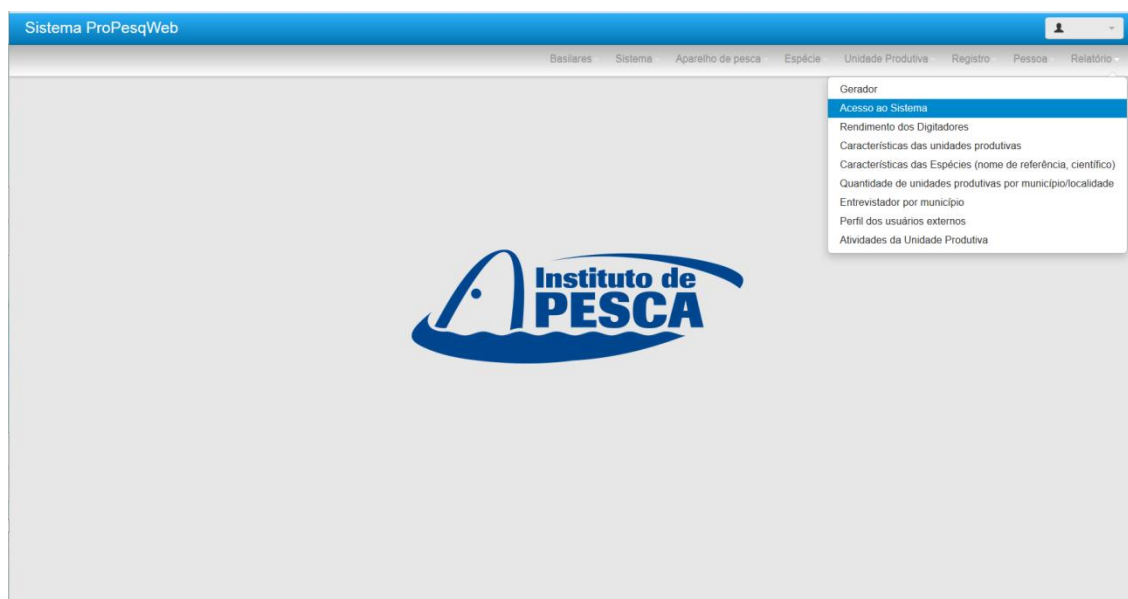 Sistema ProPesqWeb
Basilares Sistema Aparelho de pesca Espécie Unidade Produtiva Registro Pessoa Relatório
Gerador
Acesso ao Sistema
Rendimento dos Digitadores
Características das unidades produtivas
Características das Espécies (nome de referência, científico)
Quantidade de unidades produtivas por município/localidade
Entrevistador por município
Perfil dos usuários externos
Atividades da Unidade Produtiva
Instituto de
PESCA